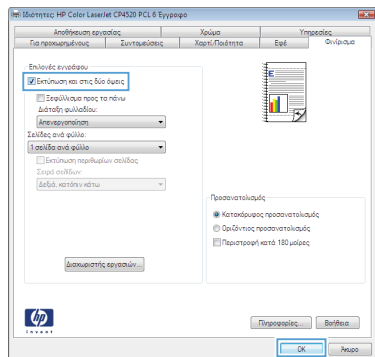 Ιδιότητες: HP Color LaserJet CP4520 PCL 6 Έγγραφο
Αποθήκευση εργασίας Χρώμα Υπηρεσίες
Για προχωρημένους Συντομεύσεις Χαρτί/Ποιότητα Εφέ Φινίρισμα
Επιλογές εγγράφου
Εκτύπωση και στις δύο όψεις
Ξεφύλλισμα προς τα πάνω
Διάταξη φυλλαδίου:
Απενεργοποίηση
Σελίδες ανά φύλλο:
1 σελίδα ανά φύλλο
Εκτύπωση περιθωρίων σελίδας
Σειρά σελίδων:
Δεξιά, κατόπιν κάτω
Προσανατολισμός
Κατακόρυφος προσανατολισμός
Οριζόντιος προσανατολισμός
Περιστροφή κατά 180 μοίρες
Διαχωριστής εργασιών...
hp
invent
Πληροφορίες... Βοήθεια
OK Άκυρο